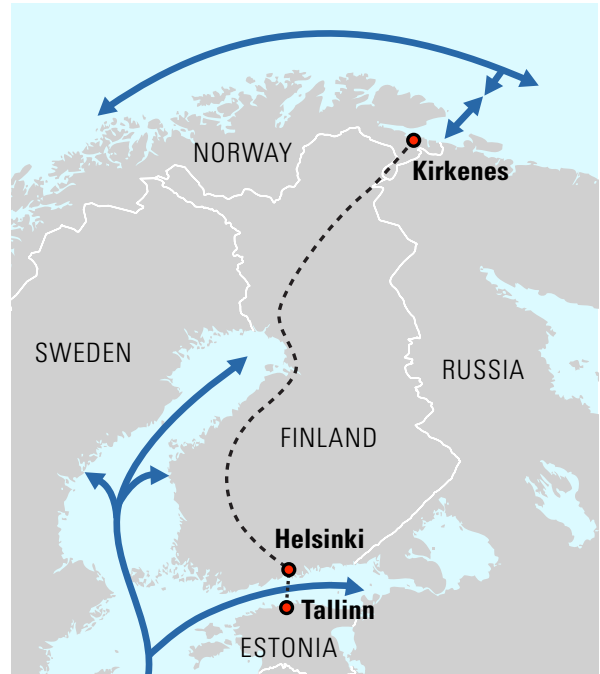 NORWAY
Kirkenes
SWEDEN
RUSSIA
FINLAND
Helsinki
Tallinn
ESTONIA